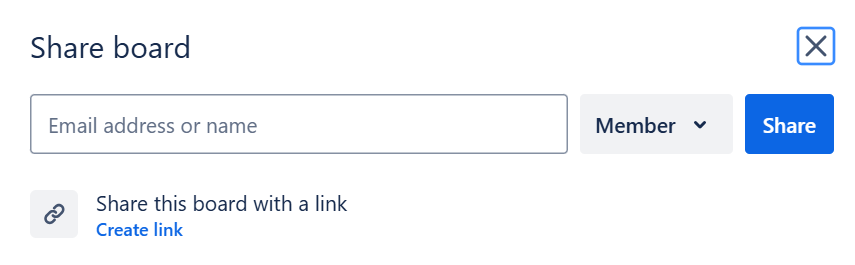 Share board
Email address or name
Member
Share
Share this board with a link
Create link